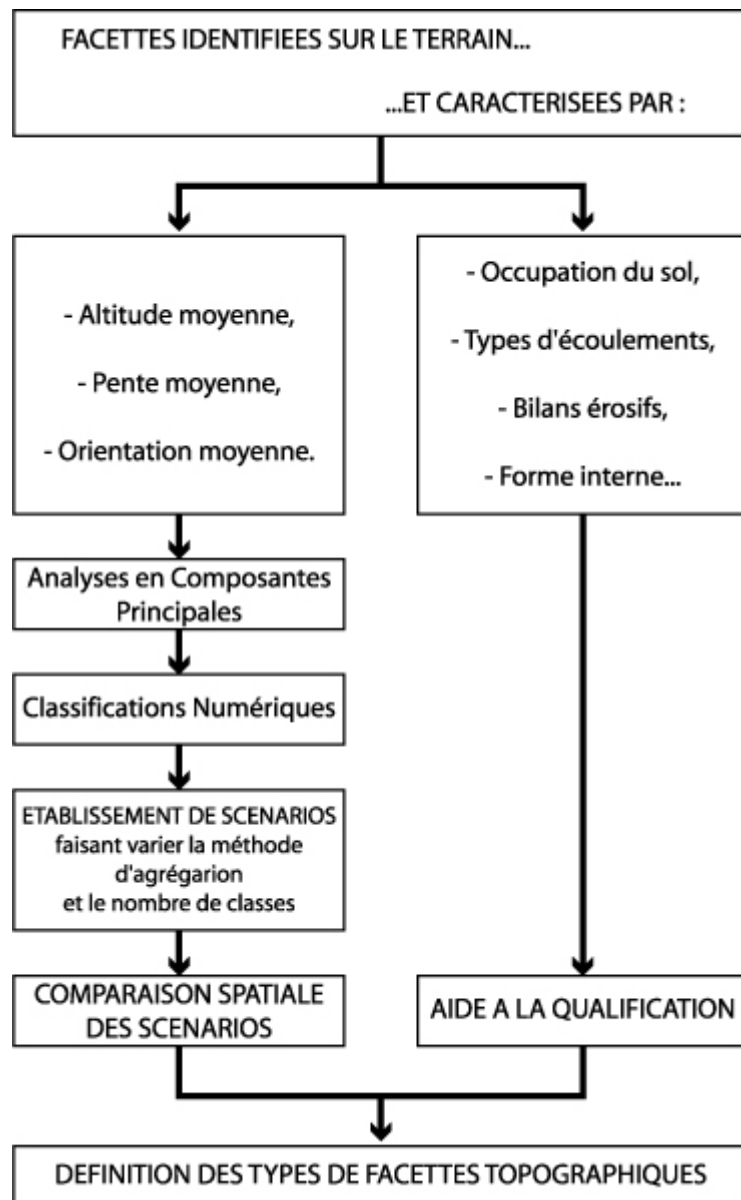 FACETTES IDENTIFIEES SUR LE TERRAIN...
...ET CARACTERISEES PAR :
- Altitude moyenne,
- Pente moyenne,
- Orientation moyenne.
- Occupation du sol,
- Types d'écoulements,
- Bilans érosifs,
- Forme interne...
Analyses en Composantes
Principales
Classifications Numériques
ETABLISSEMENT DE SCENARIOS
faisant varier la méthode
d'agrégarion
et le nombre de classes
COMPARAISON SPATIALE
DES SCENARIOS
AIDE A LA QUALIFICATION
DEFINITION DES TYPES DE FACETTES TOPOGRAPHIQUES